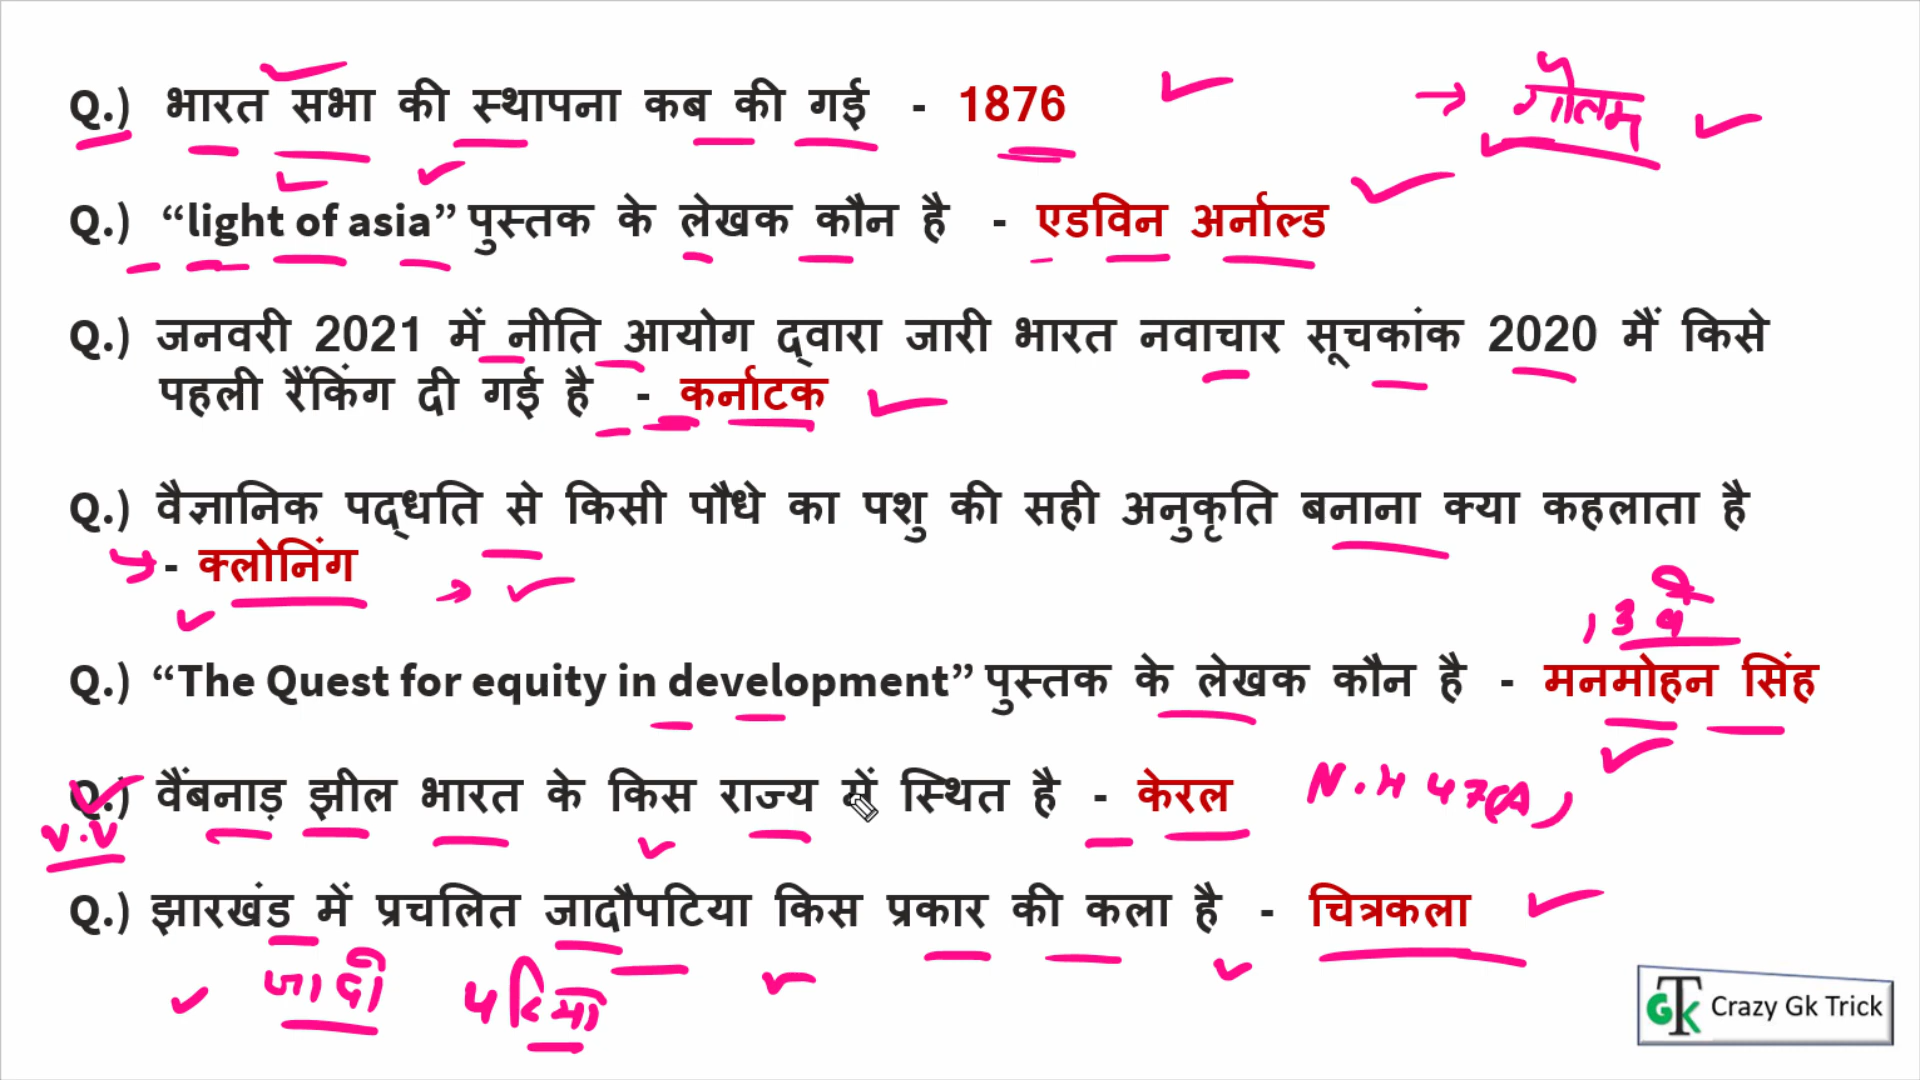 Q.) भारत सभा की स्थापना कब की गई - 1876 → गौतम
Q.) “light of asia” पुस्तक के लेखक कौन है - एडविन अर्नाल्ड
Q.) जनवरी 2021 में नीति आयोग द्वारा जारी भारत नवाचार सूचकांक 2020 मैं किसे
पहली रैंकिंग दी गई है - कर्नाटक
Q.) वैज्ञानिक पद्धति से किसी पौधे का पशु की सही अनुकृति बनाना क्या कहलाता है
- क्लोनिंग
13 वें
Q.) “The Quest for equity in development” पुस्तक के लेखक कौन है - मनमोहन सिंह
Q.) वैंबनाड़ झील भारत के किस राज्य में स्थित है - केरल N.H 47(A)
V.V
Q.) झारखंड में प्रचलित जादौपटिया किस प्रकार की कला है - चित्रकला
जादौ पटिया
GTK Crazy Gk Trick